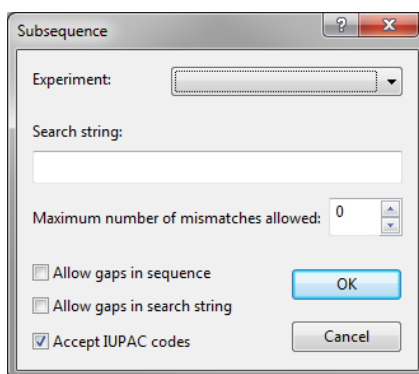 Subsequence
Experiment:
Search string:
Maximum number of mismatches allowed: 0
Allow gaps in sequence
OK
Allow gaps in search string
Accept IUPAC codes
Cancel